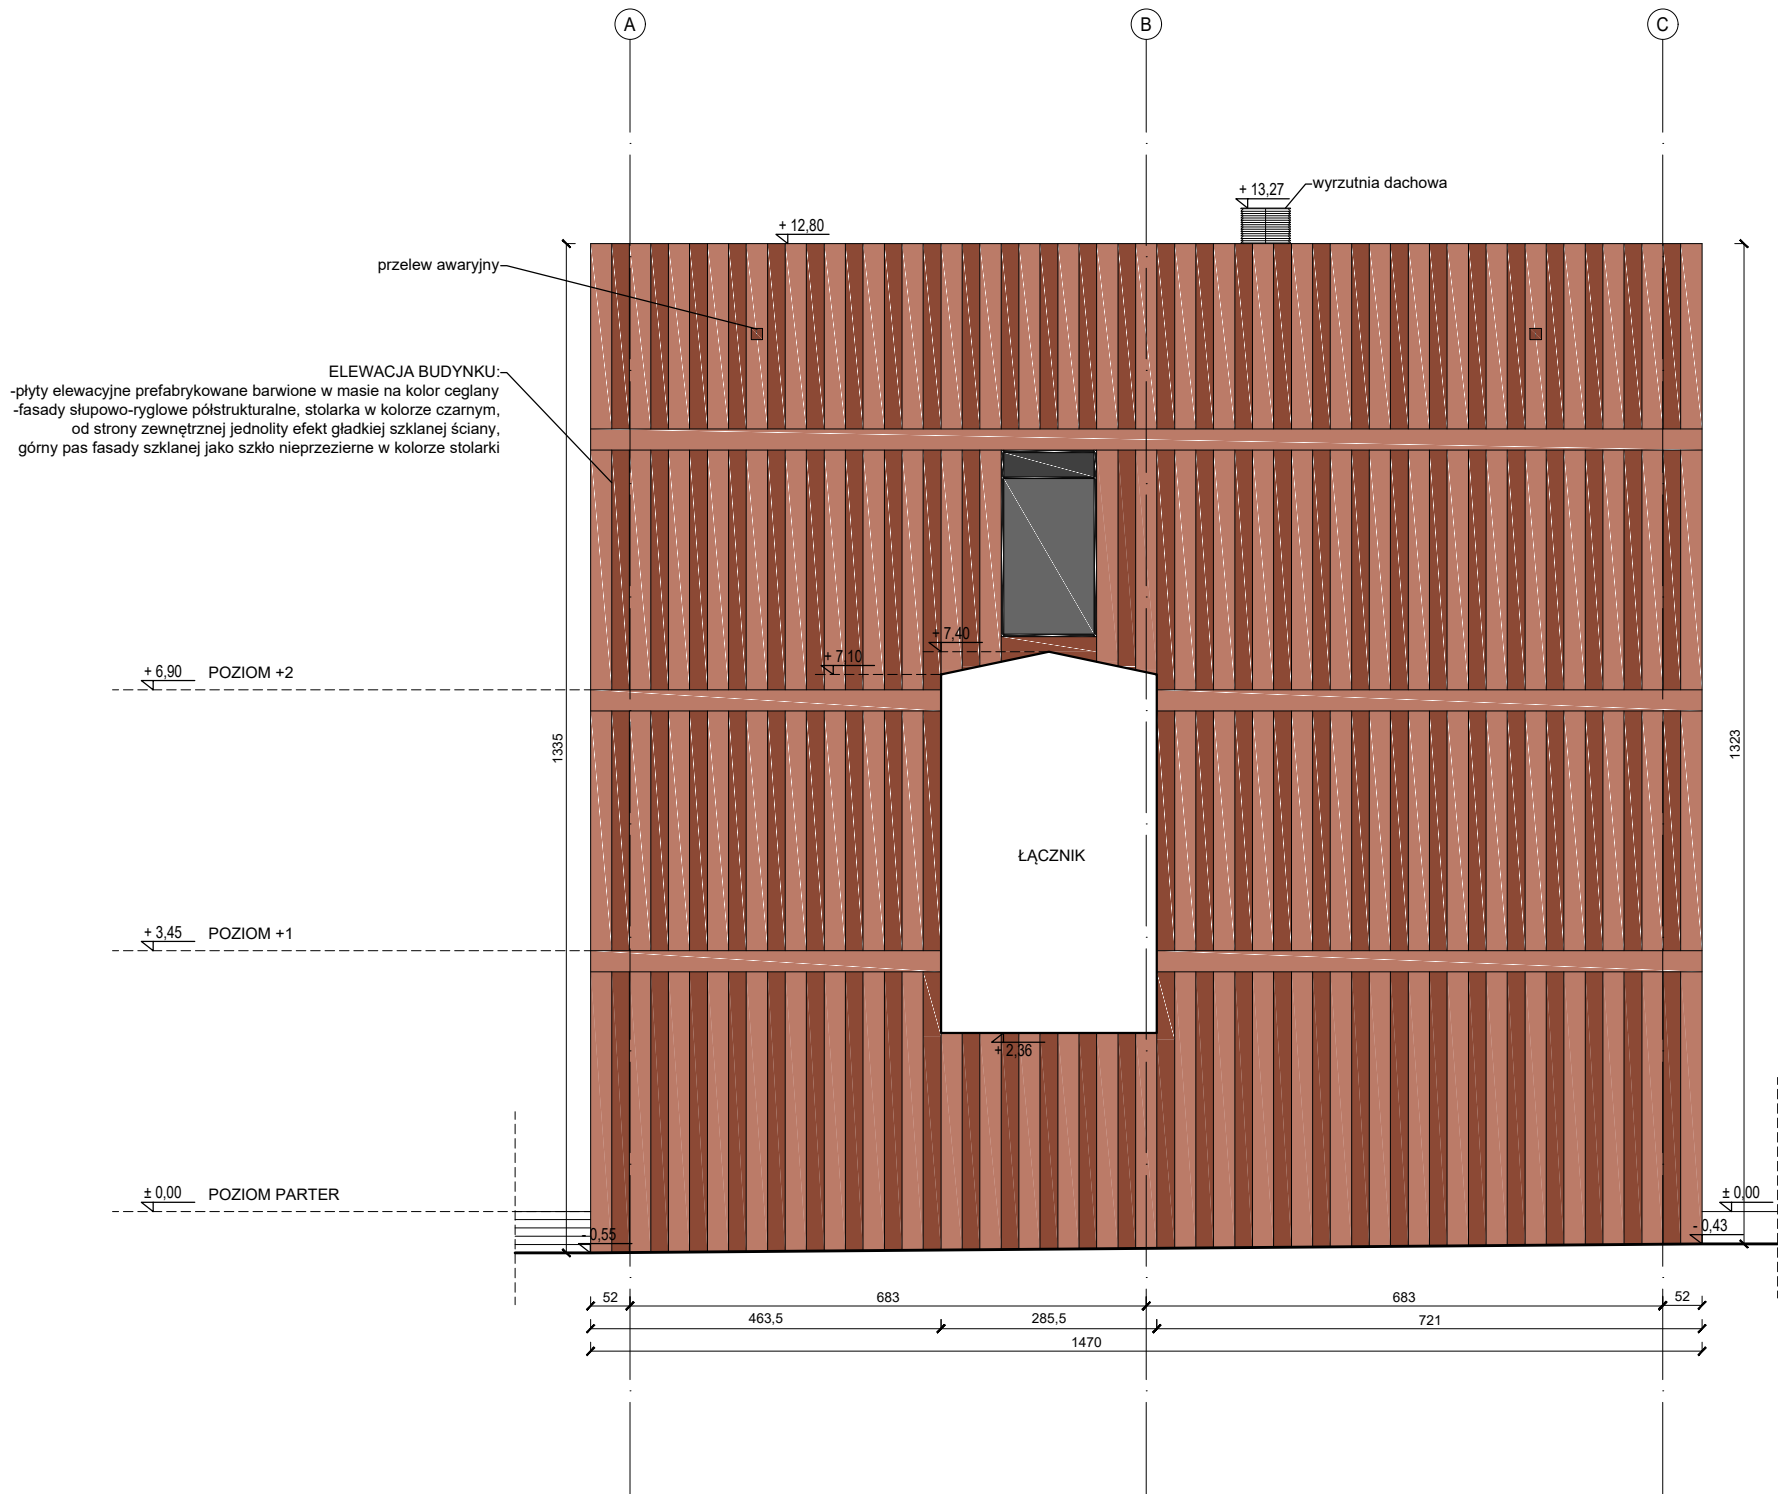 A
B
C
+ 13,27
wyrzutnia dachowa
+ 12,80
przelew awaryjny
ELEWACJA BUDYNKU:
-płyty elewacyjne prefabrykowane barwione w masie na kolor ceglany
-fasady słupowo-ryglowe półstrukturalne, stolarka w kolorze czarnym,
od strony zewnętrznej jednolity efekt gładkiej szklanej ściany,
górny pas fasady szklanej jako szkło nieprzezierne w kolorze stolarki
+ 7,40
+ 7,10
+ 6,90 POZIOM +2
1335
1323
ŁĄCZNIK
+ 3,45 POZIOM +1
+ 2,36
± 0,00 POZIOM PARTER
± 0,00
- 0,55
- 0,43
52
683
683
52
463,5
285,5
721
1470